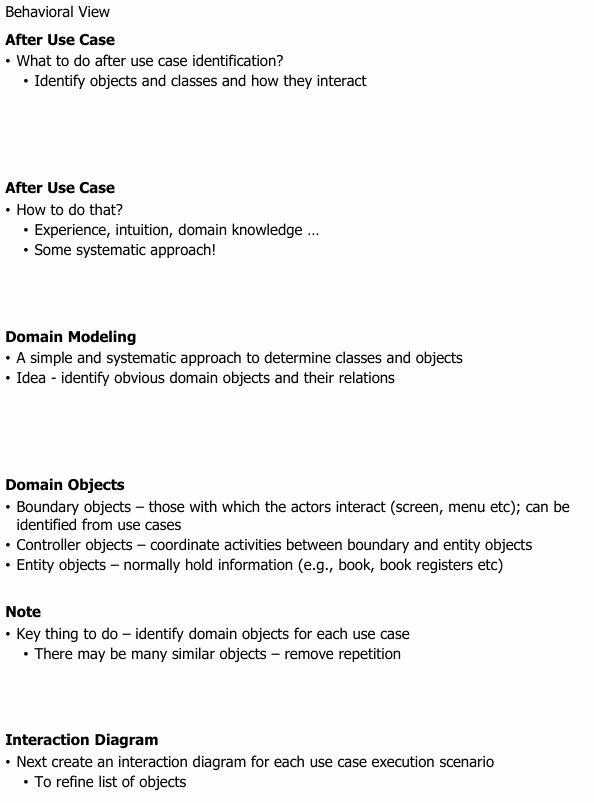 Behavioral View
After Use Case
• What to do after use case identification?
• Identify objects and classes and how they interact
After Use Case
• How to do that?
• Experience, intuition, domain knowledge …
• Some systematic approach!
Domain Modeling
• A simple and systematic approach to determine classes and objects
• Idea - identify obvious domain objects and their relations
Domain Objects
• Boundary objects – those with which the actors interact (screen, menu etc); can be
identified from use cases
• Controller objects – coordinate activities between boundary and entity objects
• Entity objects – normally hold information (e.g., book, book registers etc)
Note
• Key thing to do – identify domain objects for each use case
• There may be many similar objects – remove repetition
Interaction Diagram
• Next create an interaction diagram for each use case execution scenario
• To refine list of objects